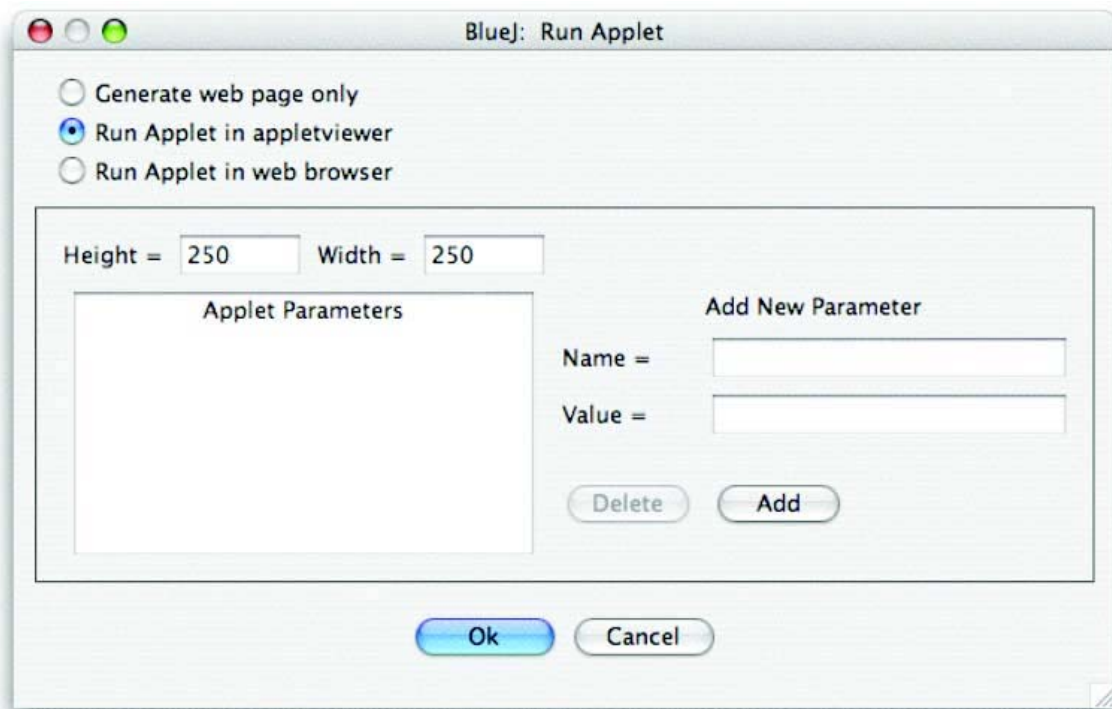 BlueJ: Run Applet
Generate web page only
Run Applet in appletviewer
Run Applet in web browser
Height = 250 Width = 250
Applet Parameters
Add New Parameter
Name =
Value =
Delete Add
Ok Cancel